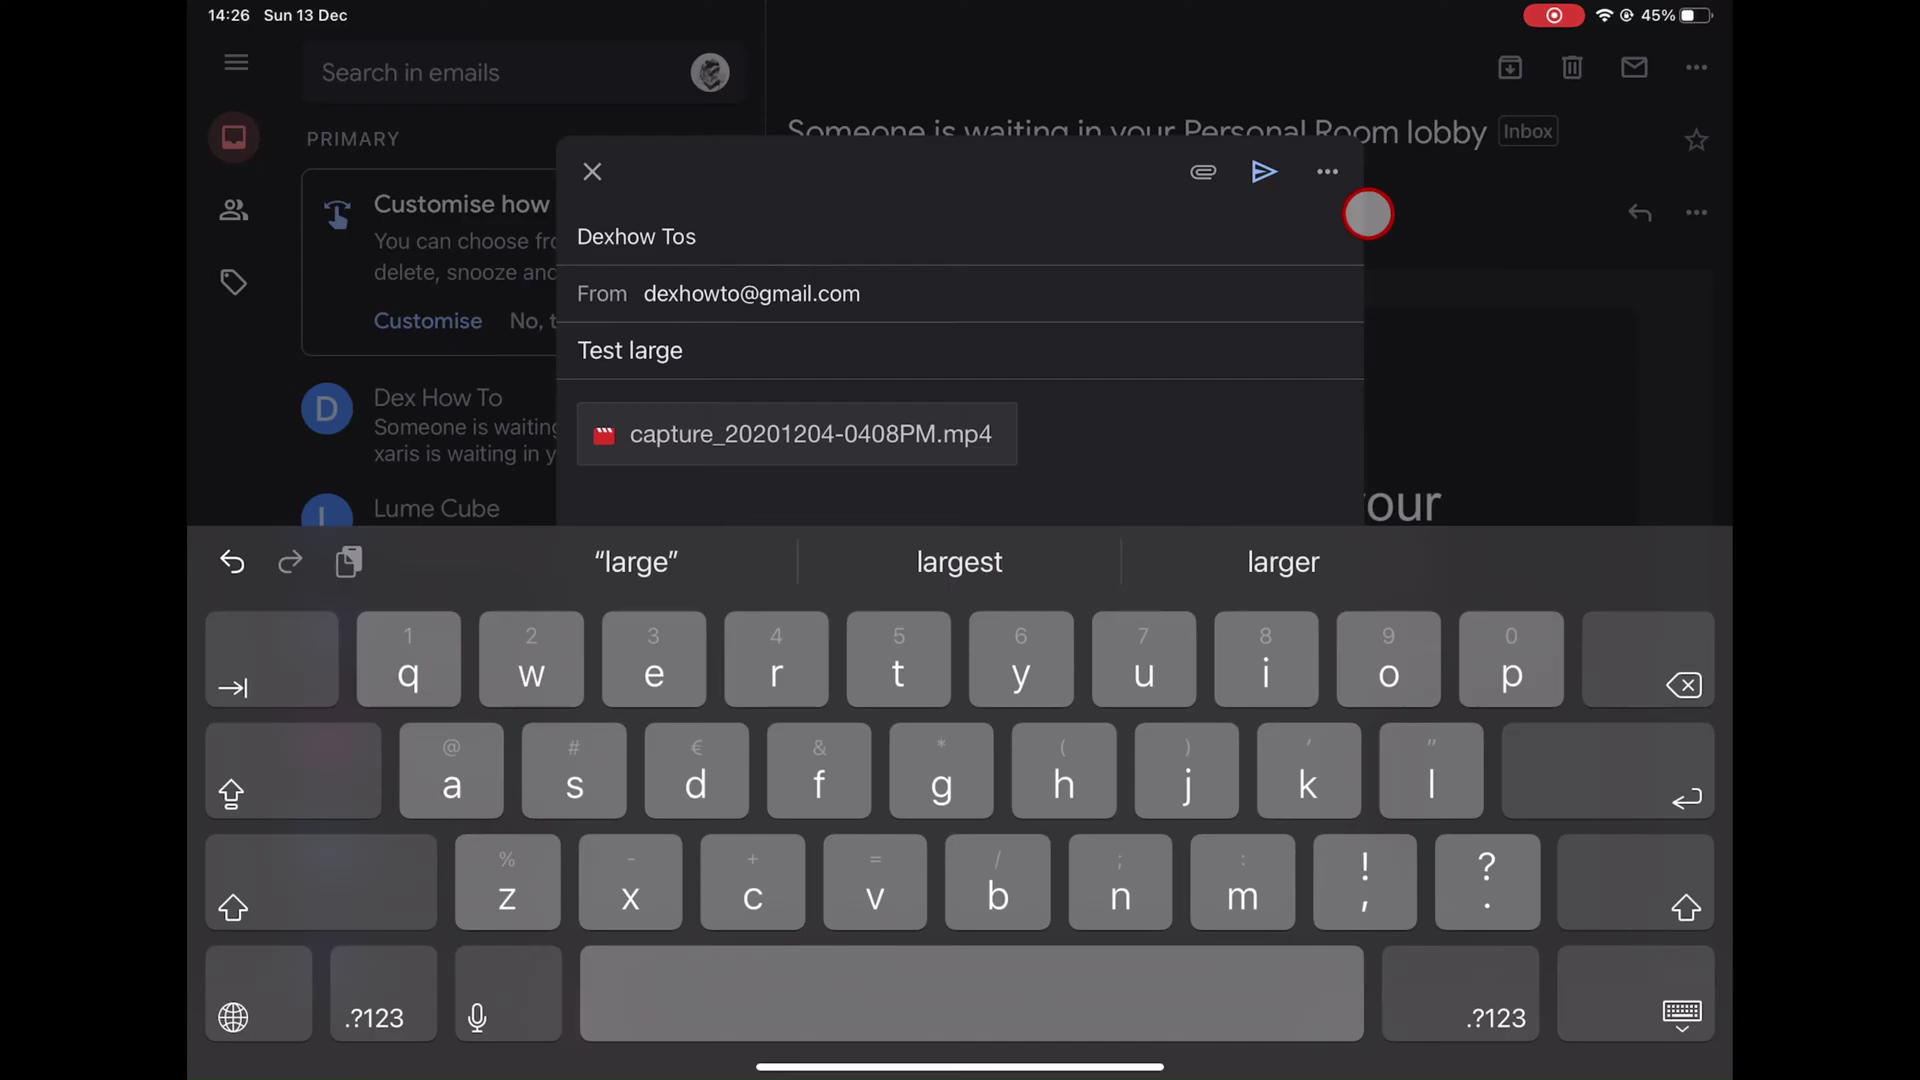 14:26 Sun 13 Dec
45%
Search in emails
PRIMARY
Someone is waiting in your Personal Room lobby Inbox
Customise how
You can choose fro
delete, snooze and
Customise No, t
Dexhow Tos
From dexhowto@gmail.com
Test large
capture_20201204-0408PM.mp4
D Dex How To
Someone is waiting
xaris is waiting in y
L Lume Cube
our
“large” largest larger
1 2 3 4 5 6 7 8 9 0
q w e r t y u i o p
@ # € & * ( ) ' "
a s d f g h j k l
% - + = / ; : ! ?
z x c v b n m , .
.?123 .?123